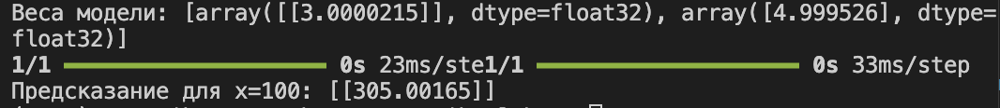 Веса модели: [array([[3.0000215]], dtype=float32), array([4.999526], dtype=
float32)]
1/1 0s 23ms/ste1/1 0s 33ms/step
Предсказание для x=100: [[305.00165]]